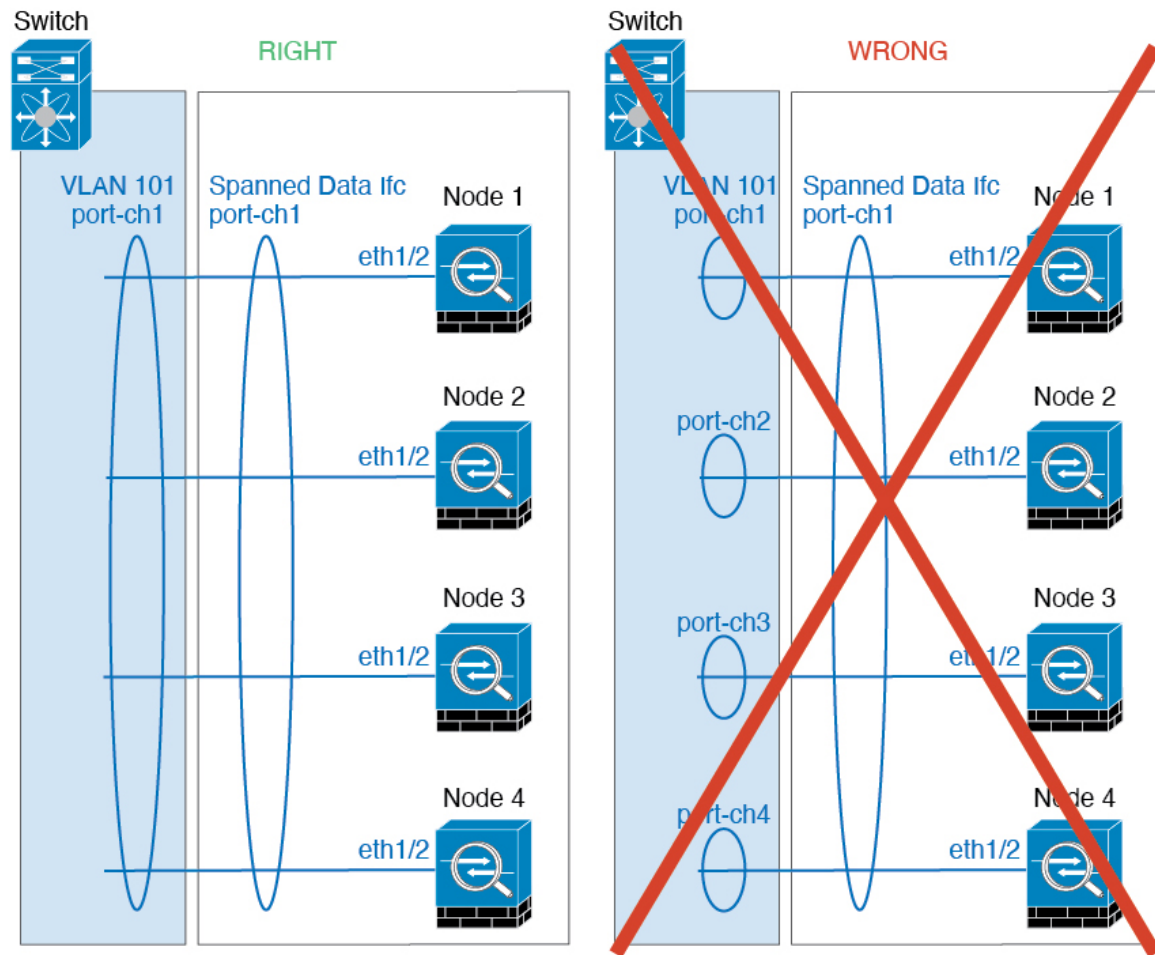 Switch
RIGHT
VLAN 101
port-ch1
Spanned Data Ifc
port-ch1
Node 1
eth1/2
Node 2
eth1/2
Node 3
eth1/2
Node 4
eth1/2
Switch
WRONG
VLAN 101
port-ch1
Spanned Data Ifc
port-ch1
Node 1
eth1/2
port-ch2
Node 2
eth1/2
port-ch3
Node 3
eth1/2
port-ch4
Node 4
eth1/2